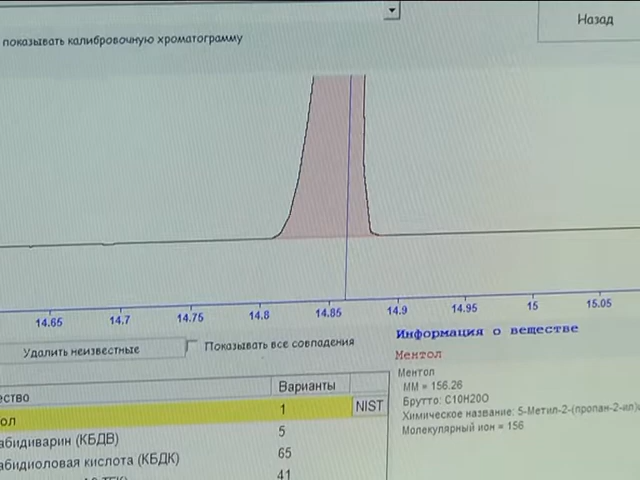 Назад
показывать калибровочную хроматограмму
14.65 14.7 14.75 14.8 14.85 14.9 14.95 15 15.05
Удалить неизвестные
Показывать все совпадения
Информация о веществе
Ментол
Ментол
ММ = 156.26
Брутто: C10H20O
Химическое название: 5-Метил-2-(пропан-2-ил)
Молекулярный ион = 156
ество Варианты
ол 1 NIST
абидиварин (КБДВ) 5
абидиоловая кислота (КБДК) 65
41